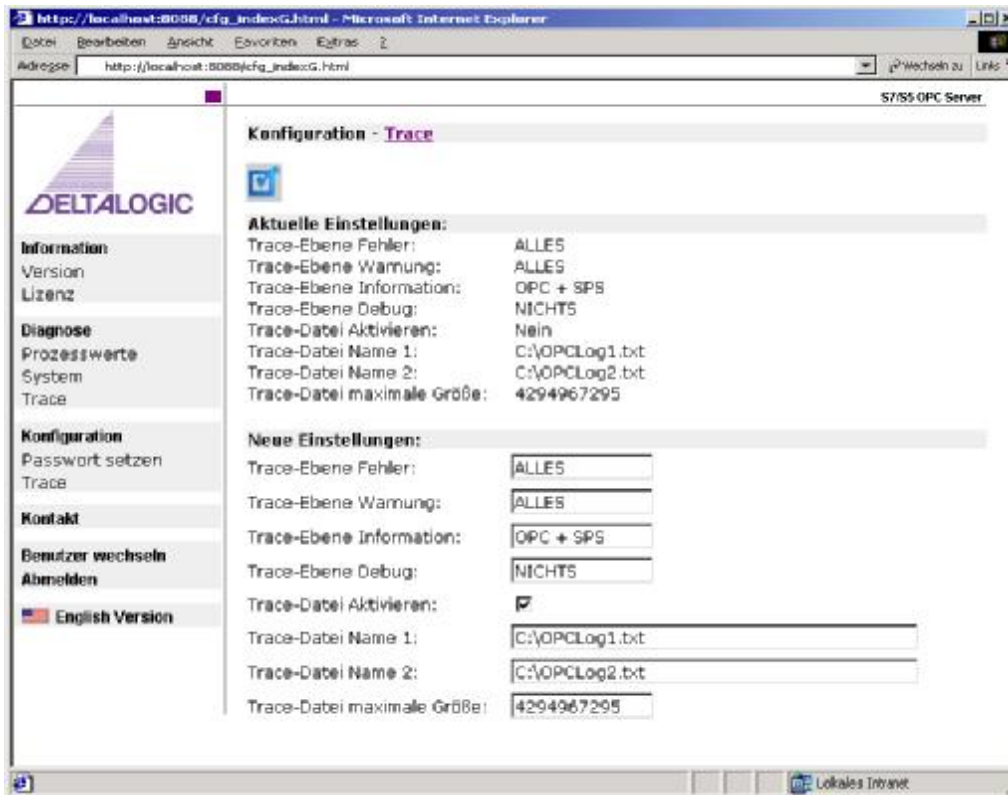 http://localhost:8088/cfg_indexG.html - Microsoft Internet Explorer
Datei Bearbeiten Ansicht Favoriten Extras ?
Adresse http://localhost:8088/cfg_indexG.html Wechseln zu Links
S7/S5 OPC Server
DELTALOGIC
Information
Version
Lizenz
Diagnose
Prozesswerte
System
Trace
Konfiguration
Passwort setzen
Trace
Kontakt
Benutzer wechseln
Abmelden
English Version
Konfiguration - Trace
Aktuelle Einstellungen:
Trace-Ebene Fehler: ALLES
Trace-Ebene Warnung: ALLES
Trace-Ebene Information: OPC + SPS
Trace-Ebene Debug: NICHTS
Trace-Datei Aktivieren: Nein
Trace-Datei Name 1: C:\OPCLog1.txt
Trace-Datei Name 2: C:\OPCLog2.txt
Trace-Datei maximale Größe: 4294967295
Neue Einstellungen:
Trace-Ebene Fehler: ALLES
Trace-Ebene Warnung: ALLES
Trace-Ebene Information: OPC + SPS
Trace-Ebene Debug: NICHTS
Trace-Datei Aktivieren:
Trace-Datei Name 1: C:\OPCLog1.txt
Trace-Datei Name 2: C:\OPCLog2.txt
Trace-Datei maximale Größe: 4294967295
Lokales Intranet